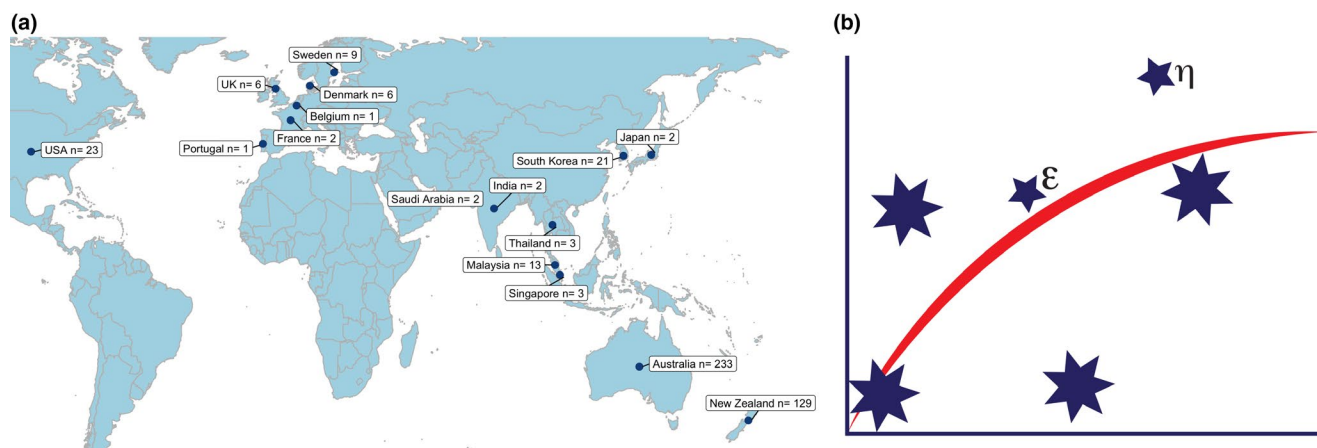 (a)
(b)
Sweden n= 9
UK n= 6
Denmark n= 6
Belgium n= 1
France n= 2
Portugal n= 1
USA n= 23
Japan n= 2
South Korea n= 21
India n= 2
Saudi Arabia n= 2
Thailand n= 3
Malaysia n= 13
Singapore n= 3
Australia n= 233
New Zealand n= 129
η
ε